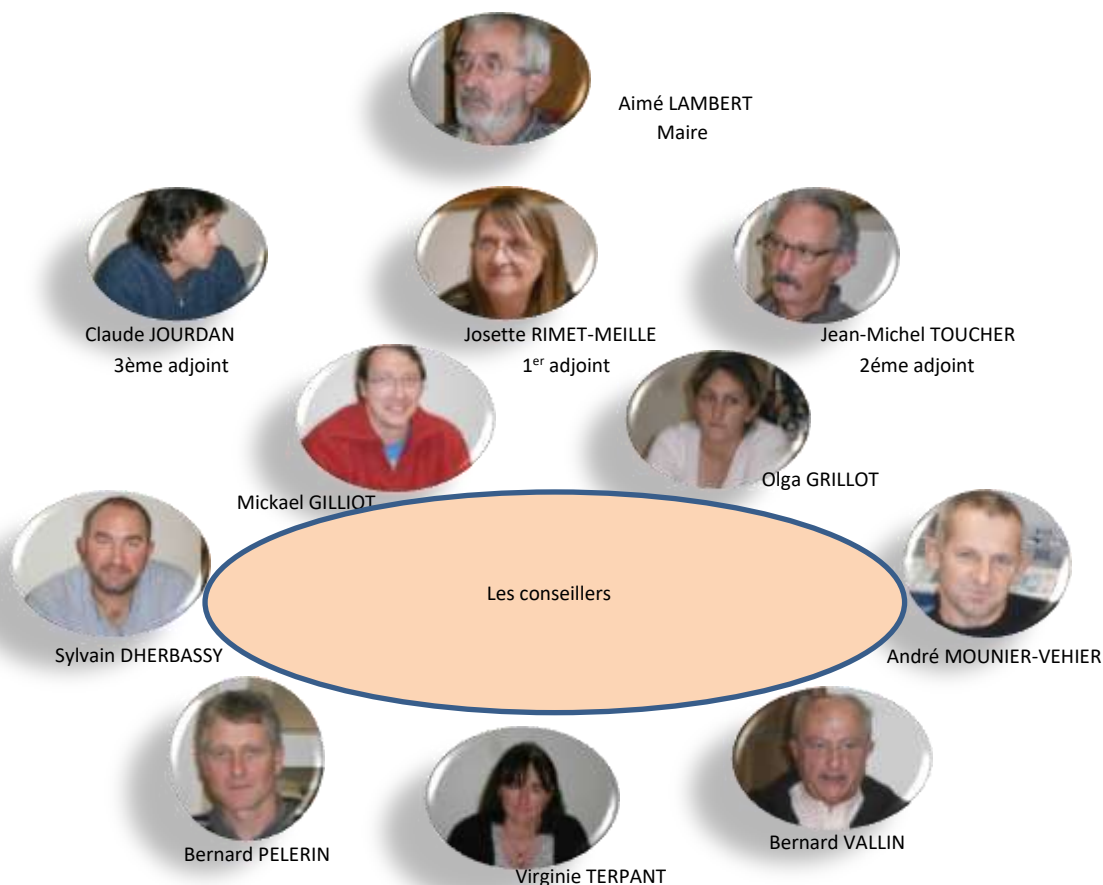 Aimé LAMBERT
Maire
Claude JOURDAN
3ème adjoint
Josette RIMET-MEILLE
1er adjoint
Jean-Michel TOUCHER
2éme adjoint
Mickael GILLIOT
Olga GRILLOT
Les conseillers
Sylvain DHERBASSY
André MOUNIER-VEHIER
Bernard PELERIN
Virginie TERPANT
Bernard VALLIN